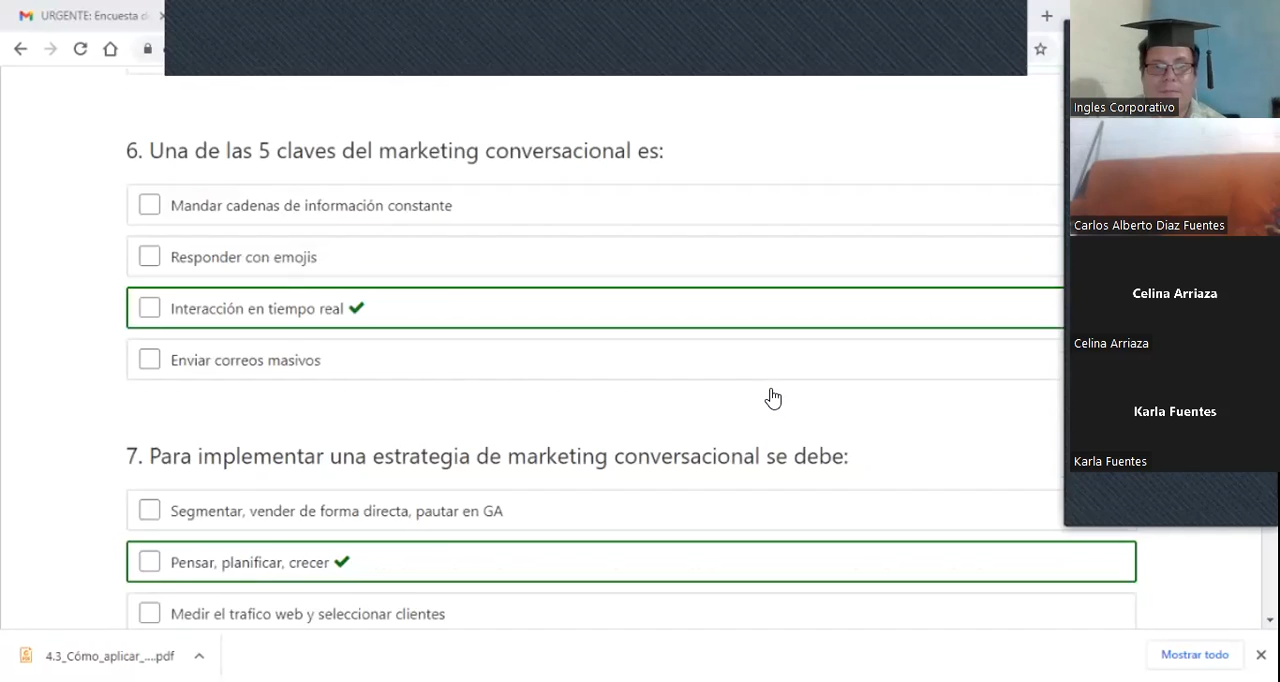 URGENTE: Encuesta d
6. Una de las 5 claves del marketing conversacional es:
Mandar cadenas de información constante
Responder con emojis
Interacción en tiempo real
Enviar correos masivos
7. Para implementar una estrategia de marketing conversacional se debe:
Segmentar, vender de forma directa, pautar en GA
Pensar, planificar, crecer
Medir el trafico web y seleccionar clientes
4.3_Cómo_aplicar_....pdf
Mostrar todo
Ingles Corporativo
Carlos Alberto Diaz Fuentes
Celina Arriaza
Celina Arriaza
Karla Fuentes
Karla Fuentes